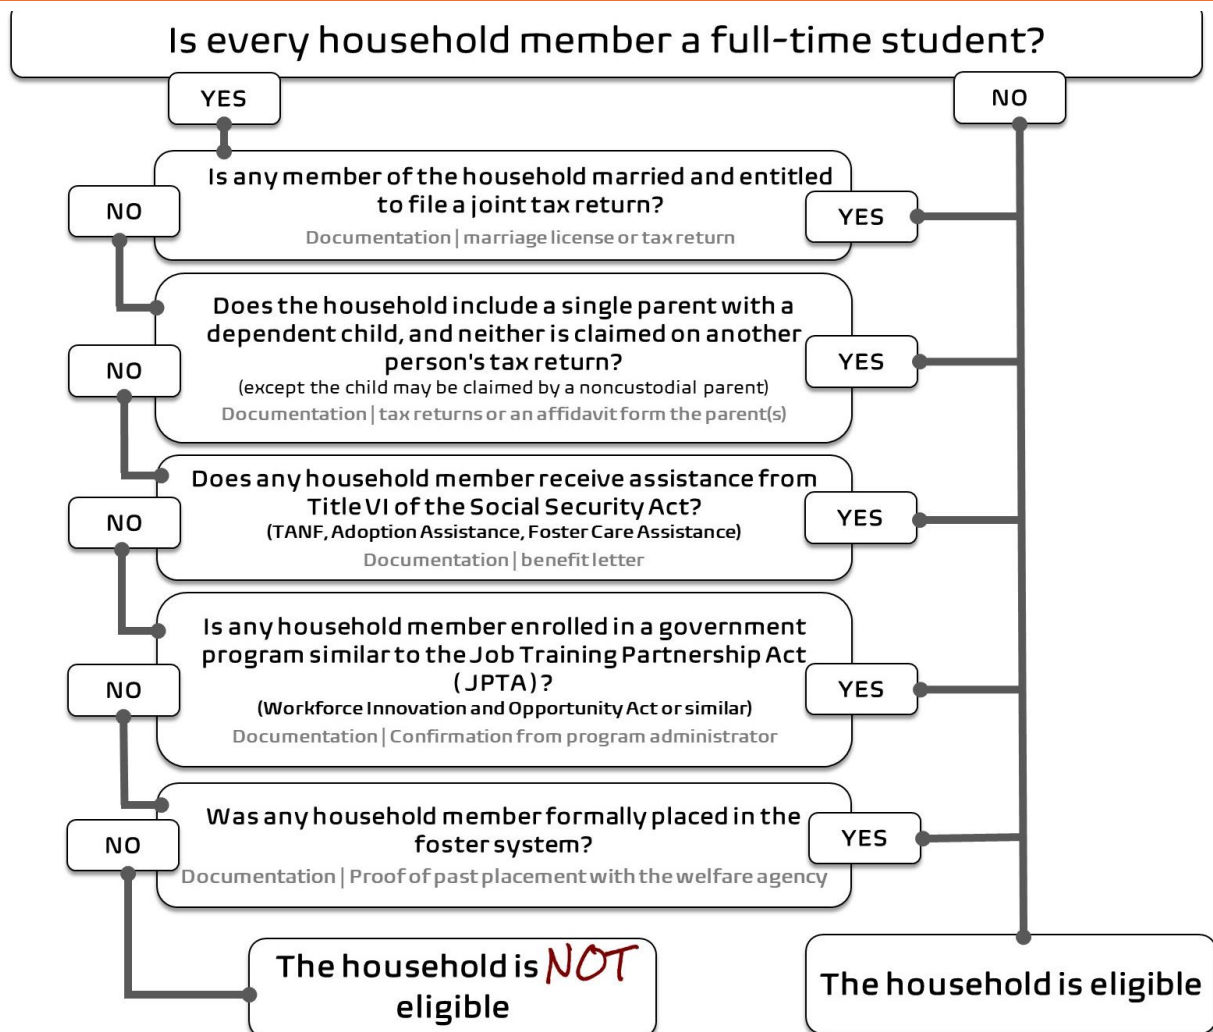 Is every household member a full-time student?
YES
NO
Is any member of the household married and entitled
to file a joint tax return?
Documentation | marriage license or tax return
NO
YES
Does the household include a single parent with a
dependent child, and neither is claimed on another
person's tax return?
(except the child may be claimed by a noncustodial parent)
Documentation | tax returns or an affidavit form the parent(s)
NO
YES
Does any household member receive assistance from
Title VI of the Social Security Act?
(TANF, Adoption Assistance, Foster Care Assistance)
Documentation | benefit letter
NO
YES
Is any household member enrolled in a government
program similar to the Job Training Partnership Act
(JPTA)?
(Workforce Innovation and Opportunity Act or similar)
Documentation | Confirmation from program administrator
NO
YES
Was any household member formally placed in the
foster system?
Documentation | Proof of past placement with the welfare agency
NO
YES
The household is NOT
eligible
The household is eligible